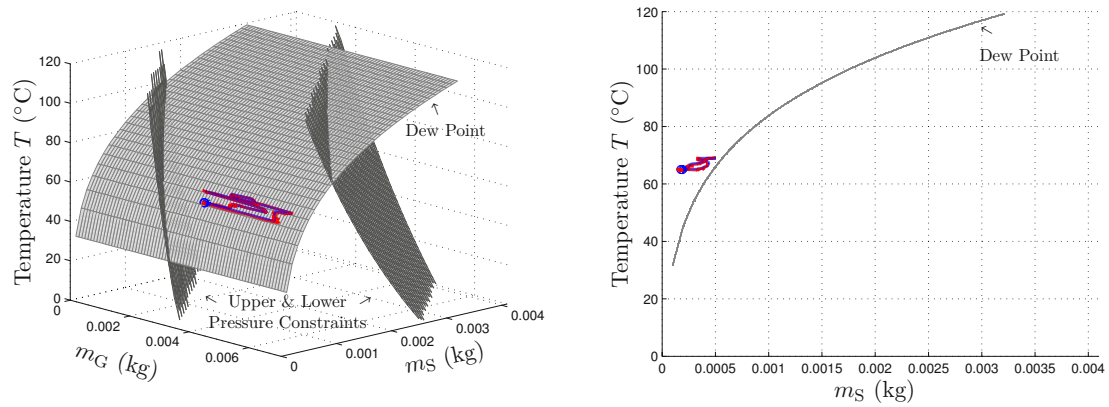 120
100
80
60
40
20
0
Temperature T (°C)
0
0.002
0.004
0.006
m_G (kg)
0
0.001
0.002
0.003
0.004
m_S (kg)
Dew Point
Upper & Lower
Pressure Constraints
120
100
80
60
40
20
0
Temperature T (°C)
Dew Point
0 0.0005 0.001 0.0015 0.002 0.0025 0.003 0.0035 0.004
m_S (kg)